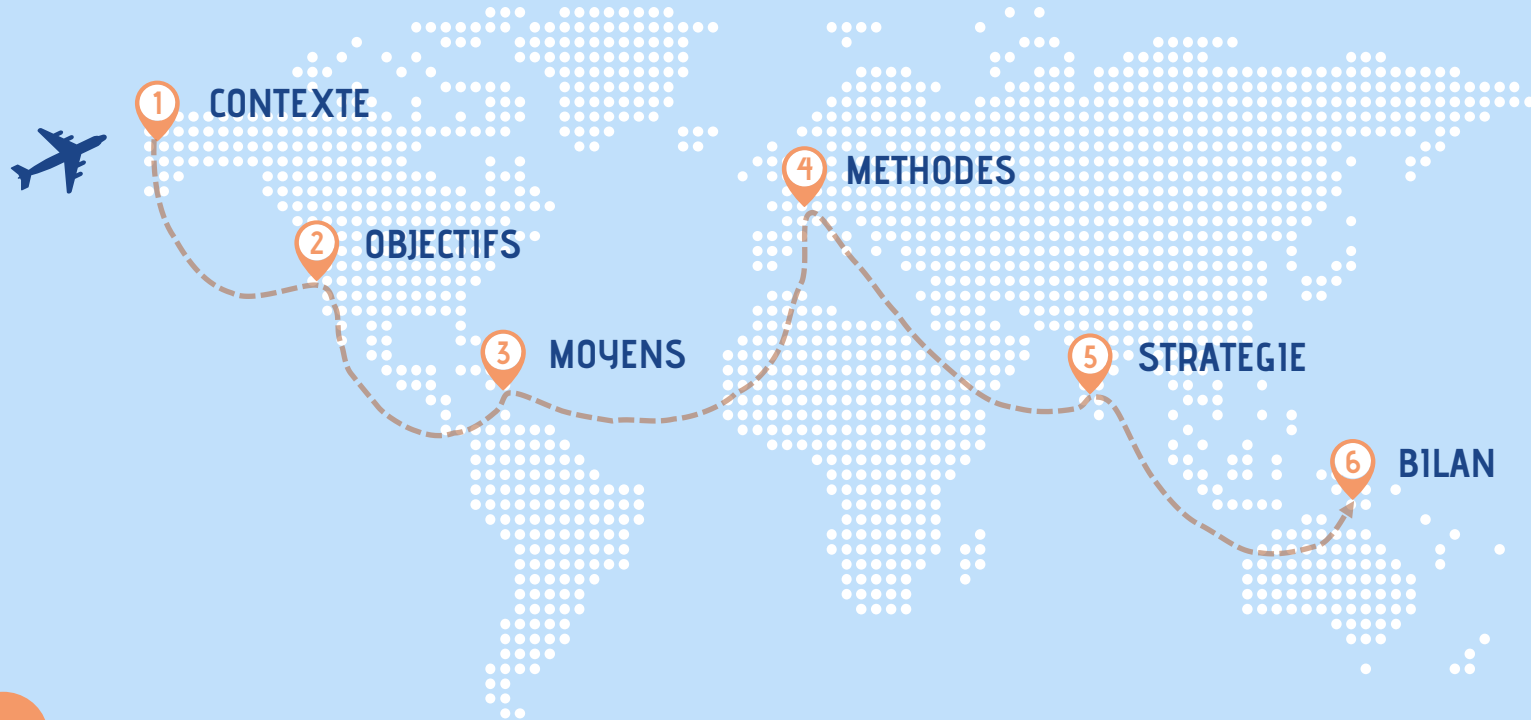 1 CONTEXTE
2 OBJECTIFS
3 MOYENS
4 METHODES
5 STRATEGIE
6 BILAN